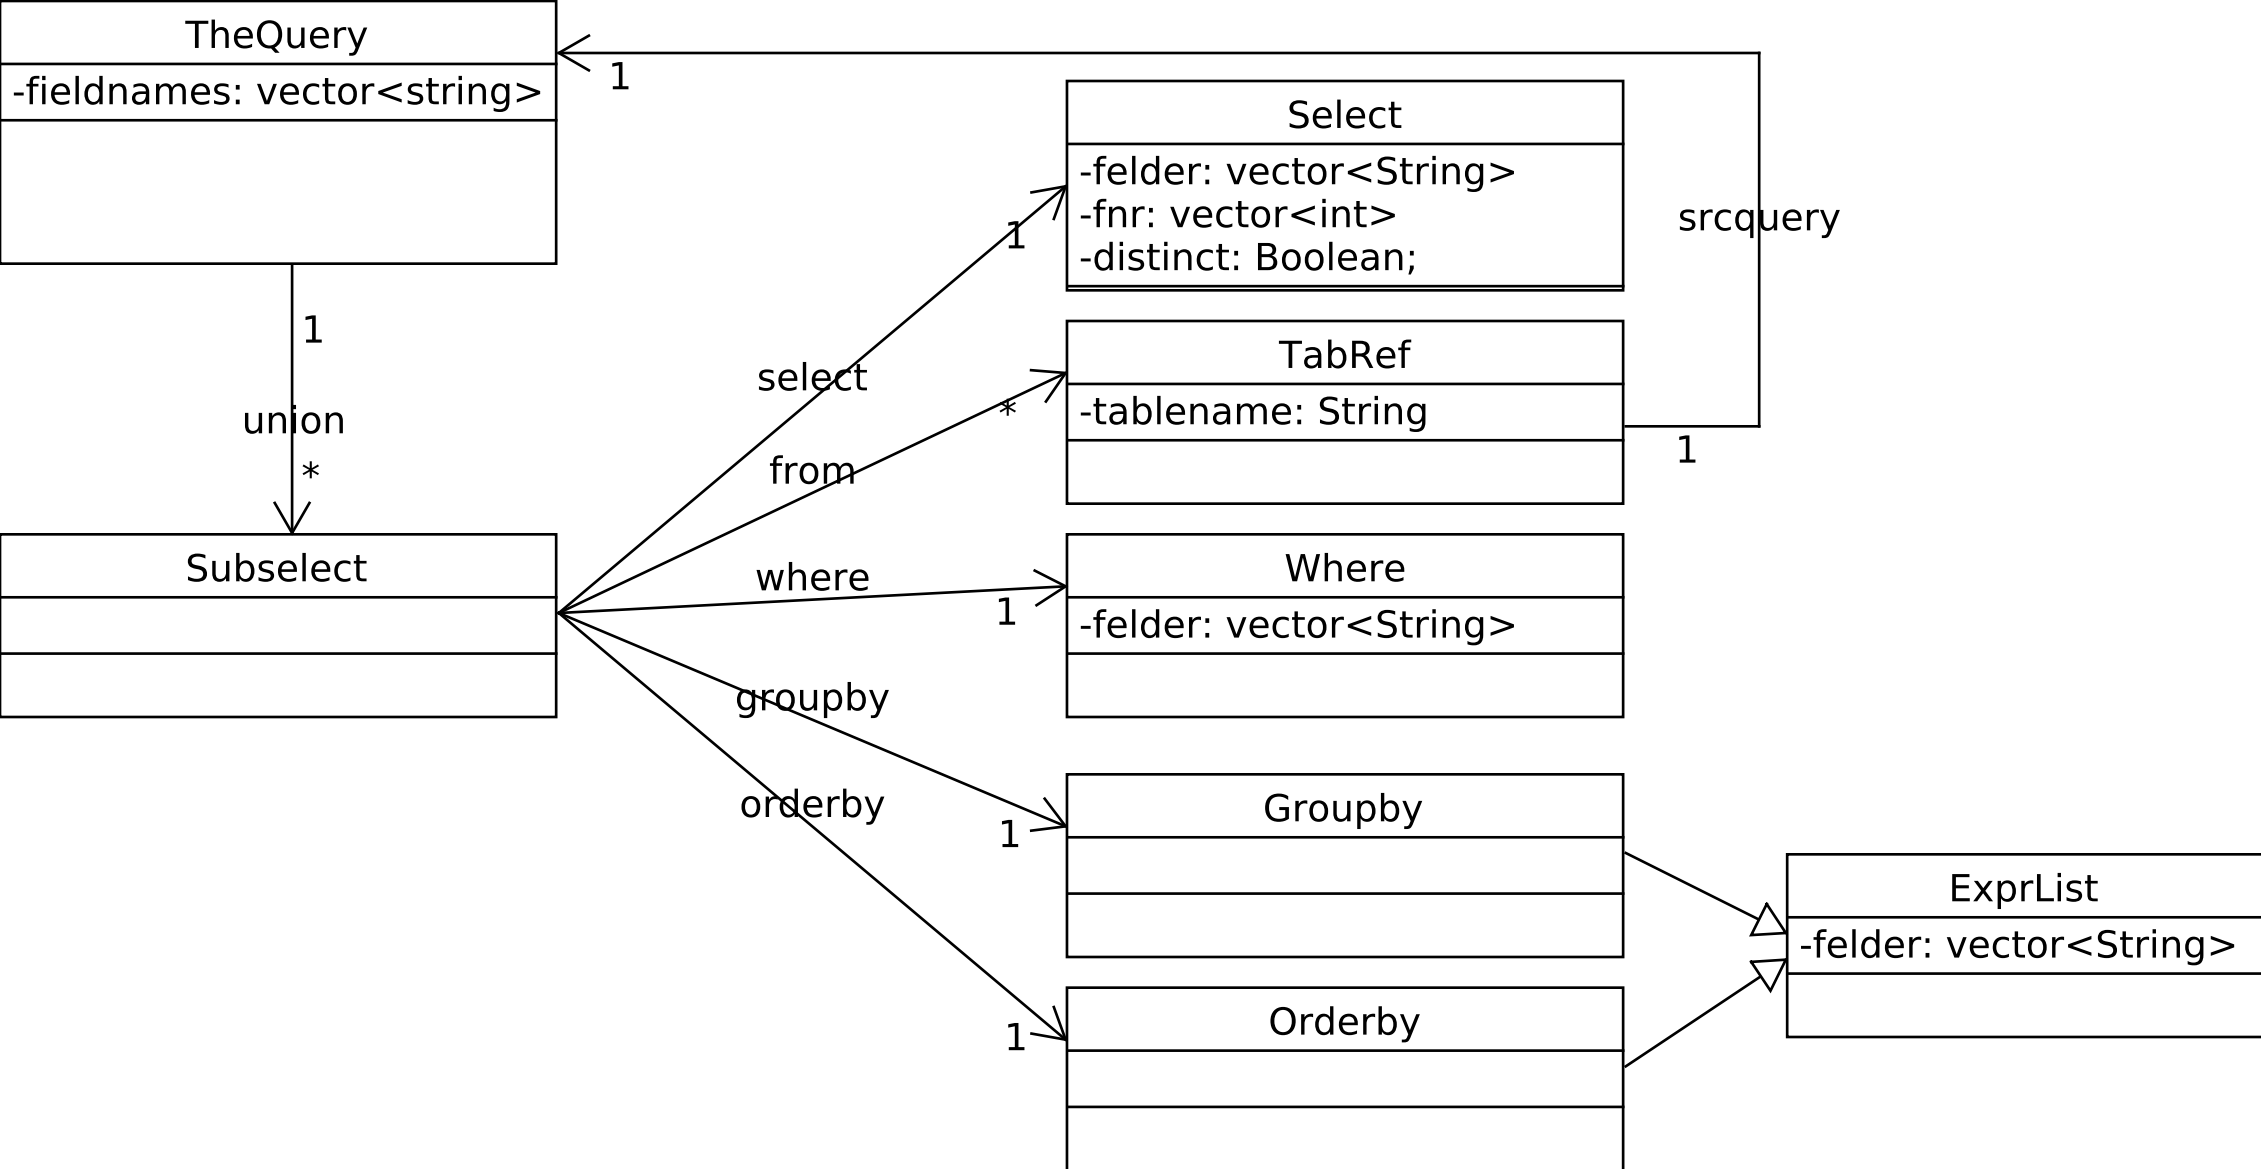 TheQuery
-fieldnames: vector<string>
1
Select
-felder: vector<String>
-fnr: vector<int>
-distinct: Boolean;
srcquery
1
1
union
*
select
1
from
*
TabRef
-tablename: String
1
Subselect
where
1
Where
-felder: vector<String>
groupby
1
Groupby
orderby
1
Orderby
ExprList
-felder: vector<String>